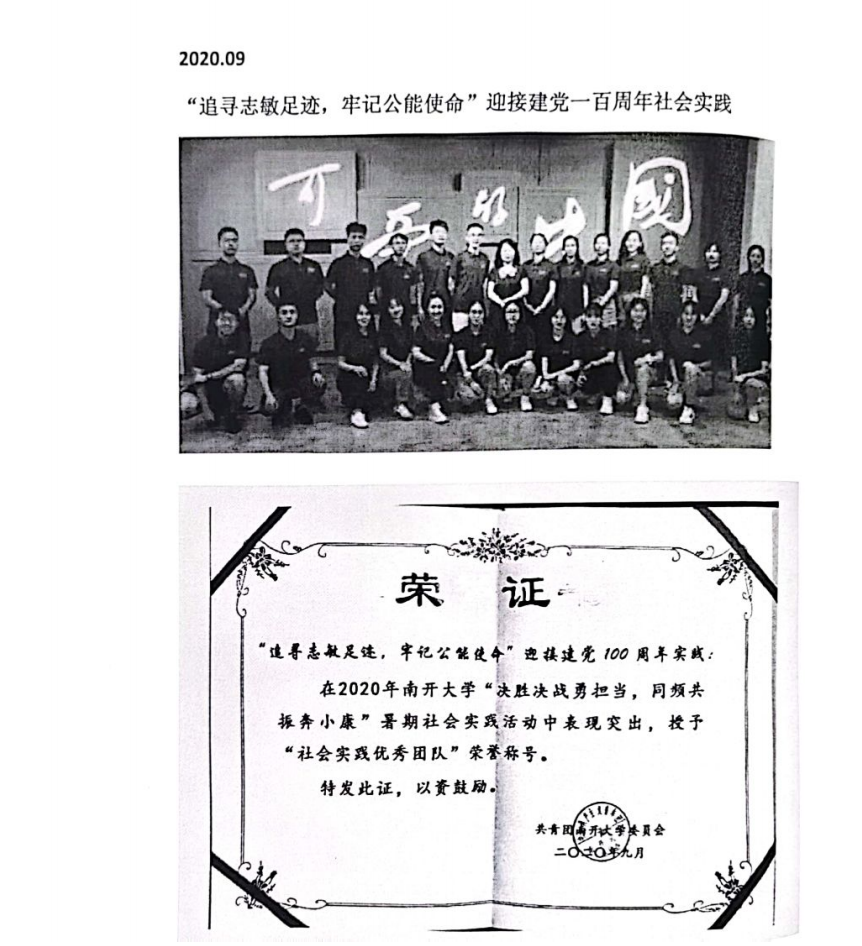 2020.09
“追寻志敏足迹，牢记公能使命”迎接建党一百周年社会实践
可爱的中國
荣 证
“追寻志敏足迹，牢记公能使命”迎接建党100周年实践：
在2020年南开大学“决胜决战勇担当，同频共
振奔小康”暑期社会实践活动中表现突出，授予
“社会实践优秀团队”荣誉称号。
特发此证，以资鼓励。
共青团南开大学委员会
二〇二〇年九月